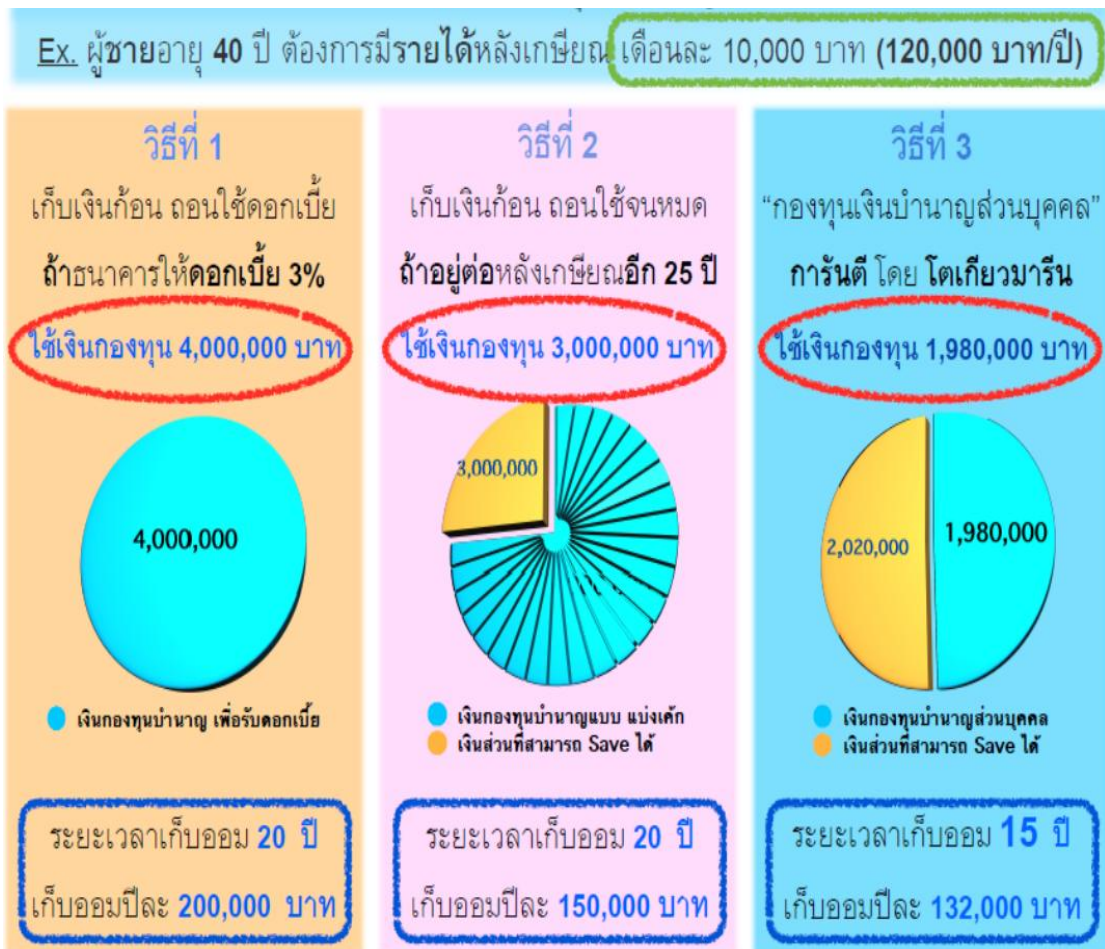 Ex. ผู้ชายอายุ 40 ปี ต้องการมีรายได้หลังเกษียณ เดือนละ 10,000 บาท (120,000 บาท/ปี)
วิธีที่ 1
เก็บเงินก้อน ถอนใช้ดอกเบี้ย
ถ้าธนาคารให้ดอกเบี้ย 3%
ใช้เงินกองทุน 4,000,000 บาท
4,000,000
เงินกองทุนบำนาญ เพื่อรับดอกเบี้ย
ระยะเวลาเก็บออม 20 ปี
เก็บออมปีละ 200,000 บาท
วิธีที่ 2
เก็บเงินก้อน ถอนใช้จนหมด
ถ้าอยู่ต่อหลังเกษียณอีก 25 ปี
ใช้เงินกองทุน 3,000,000 บาท
3,000,000
เงินกองทุนบำนาญแบบ แบ่งเค้ก
เงินส่วนที่สามารถ Save ได้
ระยะเวลาเก็บออม 20 ปี
เก็บออมปีละ 150,000 บาท
วิธีที่ 3
“กองทุนเงินบำนาญส่วนบุคคล”
การันตี โดย โตเกียวมารีน
ใช้เงินกองทุน 1,980,000 บาท
2,020,000
1,980,000
เงินกองทุนบำนาญส่วนบุคคล
เงินส่วนที่สามารถ Save ได้
ระยะเวลาเก็บออม 15 ปี
เก็บออมปีละ 132,000 บาท